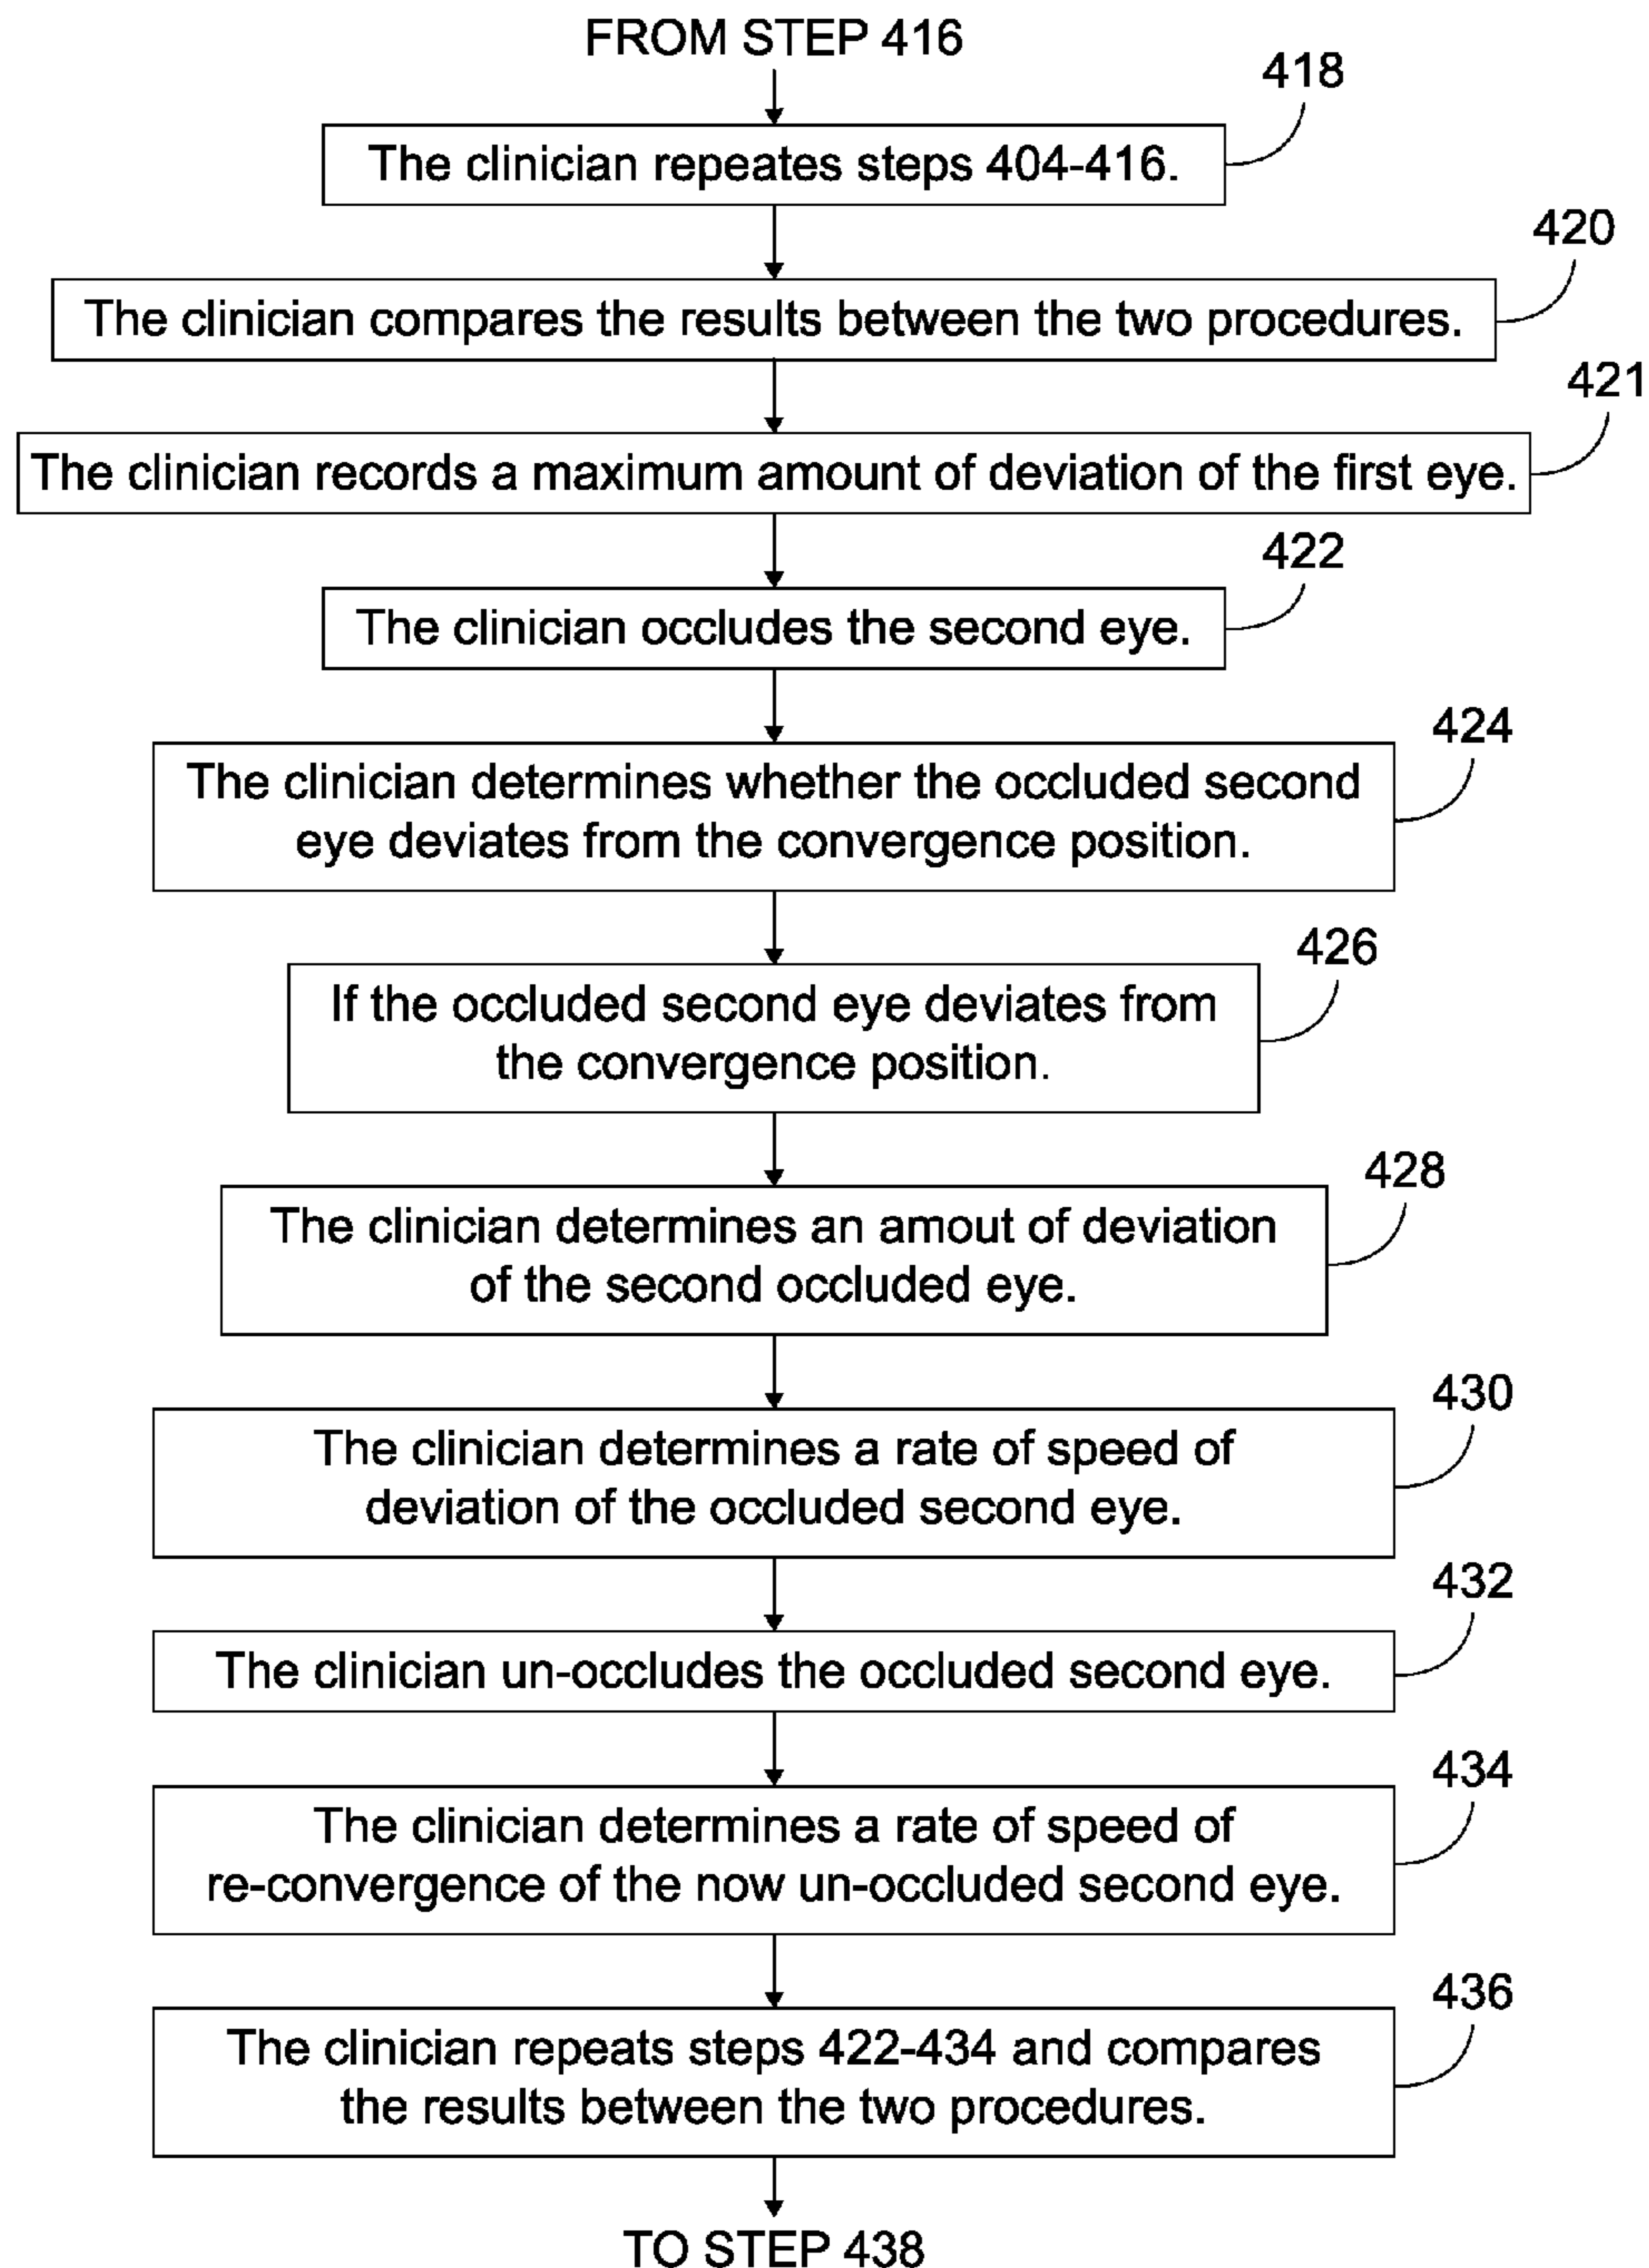 FROM STEP 416
418
The clinician repeates steps 404-416.
420
The clinician compares the results between the two procedures.
421
The clinician records a maximum amount of deviation of the first eye.
422
The clinician occludes the second eye.
424
The clinician determines whether the occluded second
eye deviates from the convergence position.
426
If the occluded second eye deviates from
the convergence position.
428
The clinician determines an amout of deviation
of the second occluded eye.
430
The clinician determines a rate of speed of
deviation of the occluded second eye.
432
The clinician un-occludes the occluded second eye.
434
The clinician determines a rate of speed of
re-convergence of the now un-occluded second eye.
436
The clinician repeats steps 422-434 and compares
the results between the two procedures.
TO STEP 438